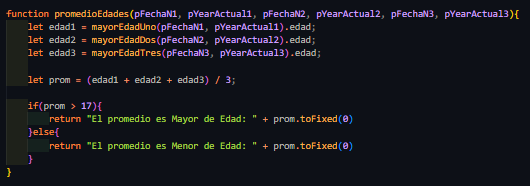 function promedioEdades(pFechaN1, pYearActual1, pFechaN2, pYearActual2, pFechaN3, pYearActual3){
    let edad1 = mayorEdadUno(pFechaN1, pYearActual1).edad;
    let edad2 = mayorEdadDos(pFechaN2, pYearActual2).edad;
    let edad3 = mayorEdadTres(pFechaN3, pYearActual3).edad;

    let prom = (edad1 + edad2 + edad3) / 3;

    if(prom > 17){
        return "El promedio es Mayor de Edad: " + prom.toFixed(0)
    }else{
        return "El promedio es Menor de Edad: " + prom.toFixed(0)
    }
}